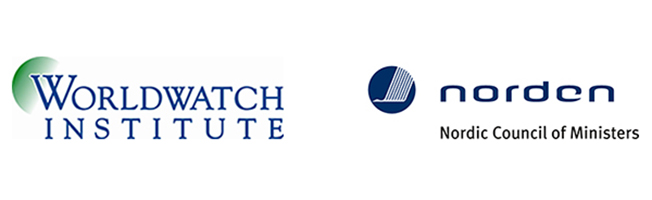 WORLDWATCH
INSTITUTE
norden
Nordic Council of Ministers